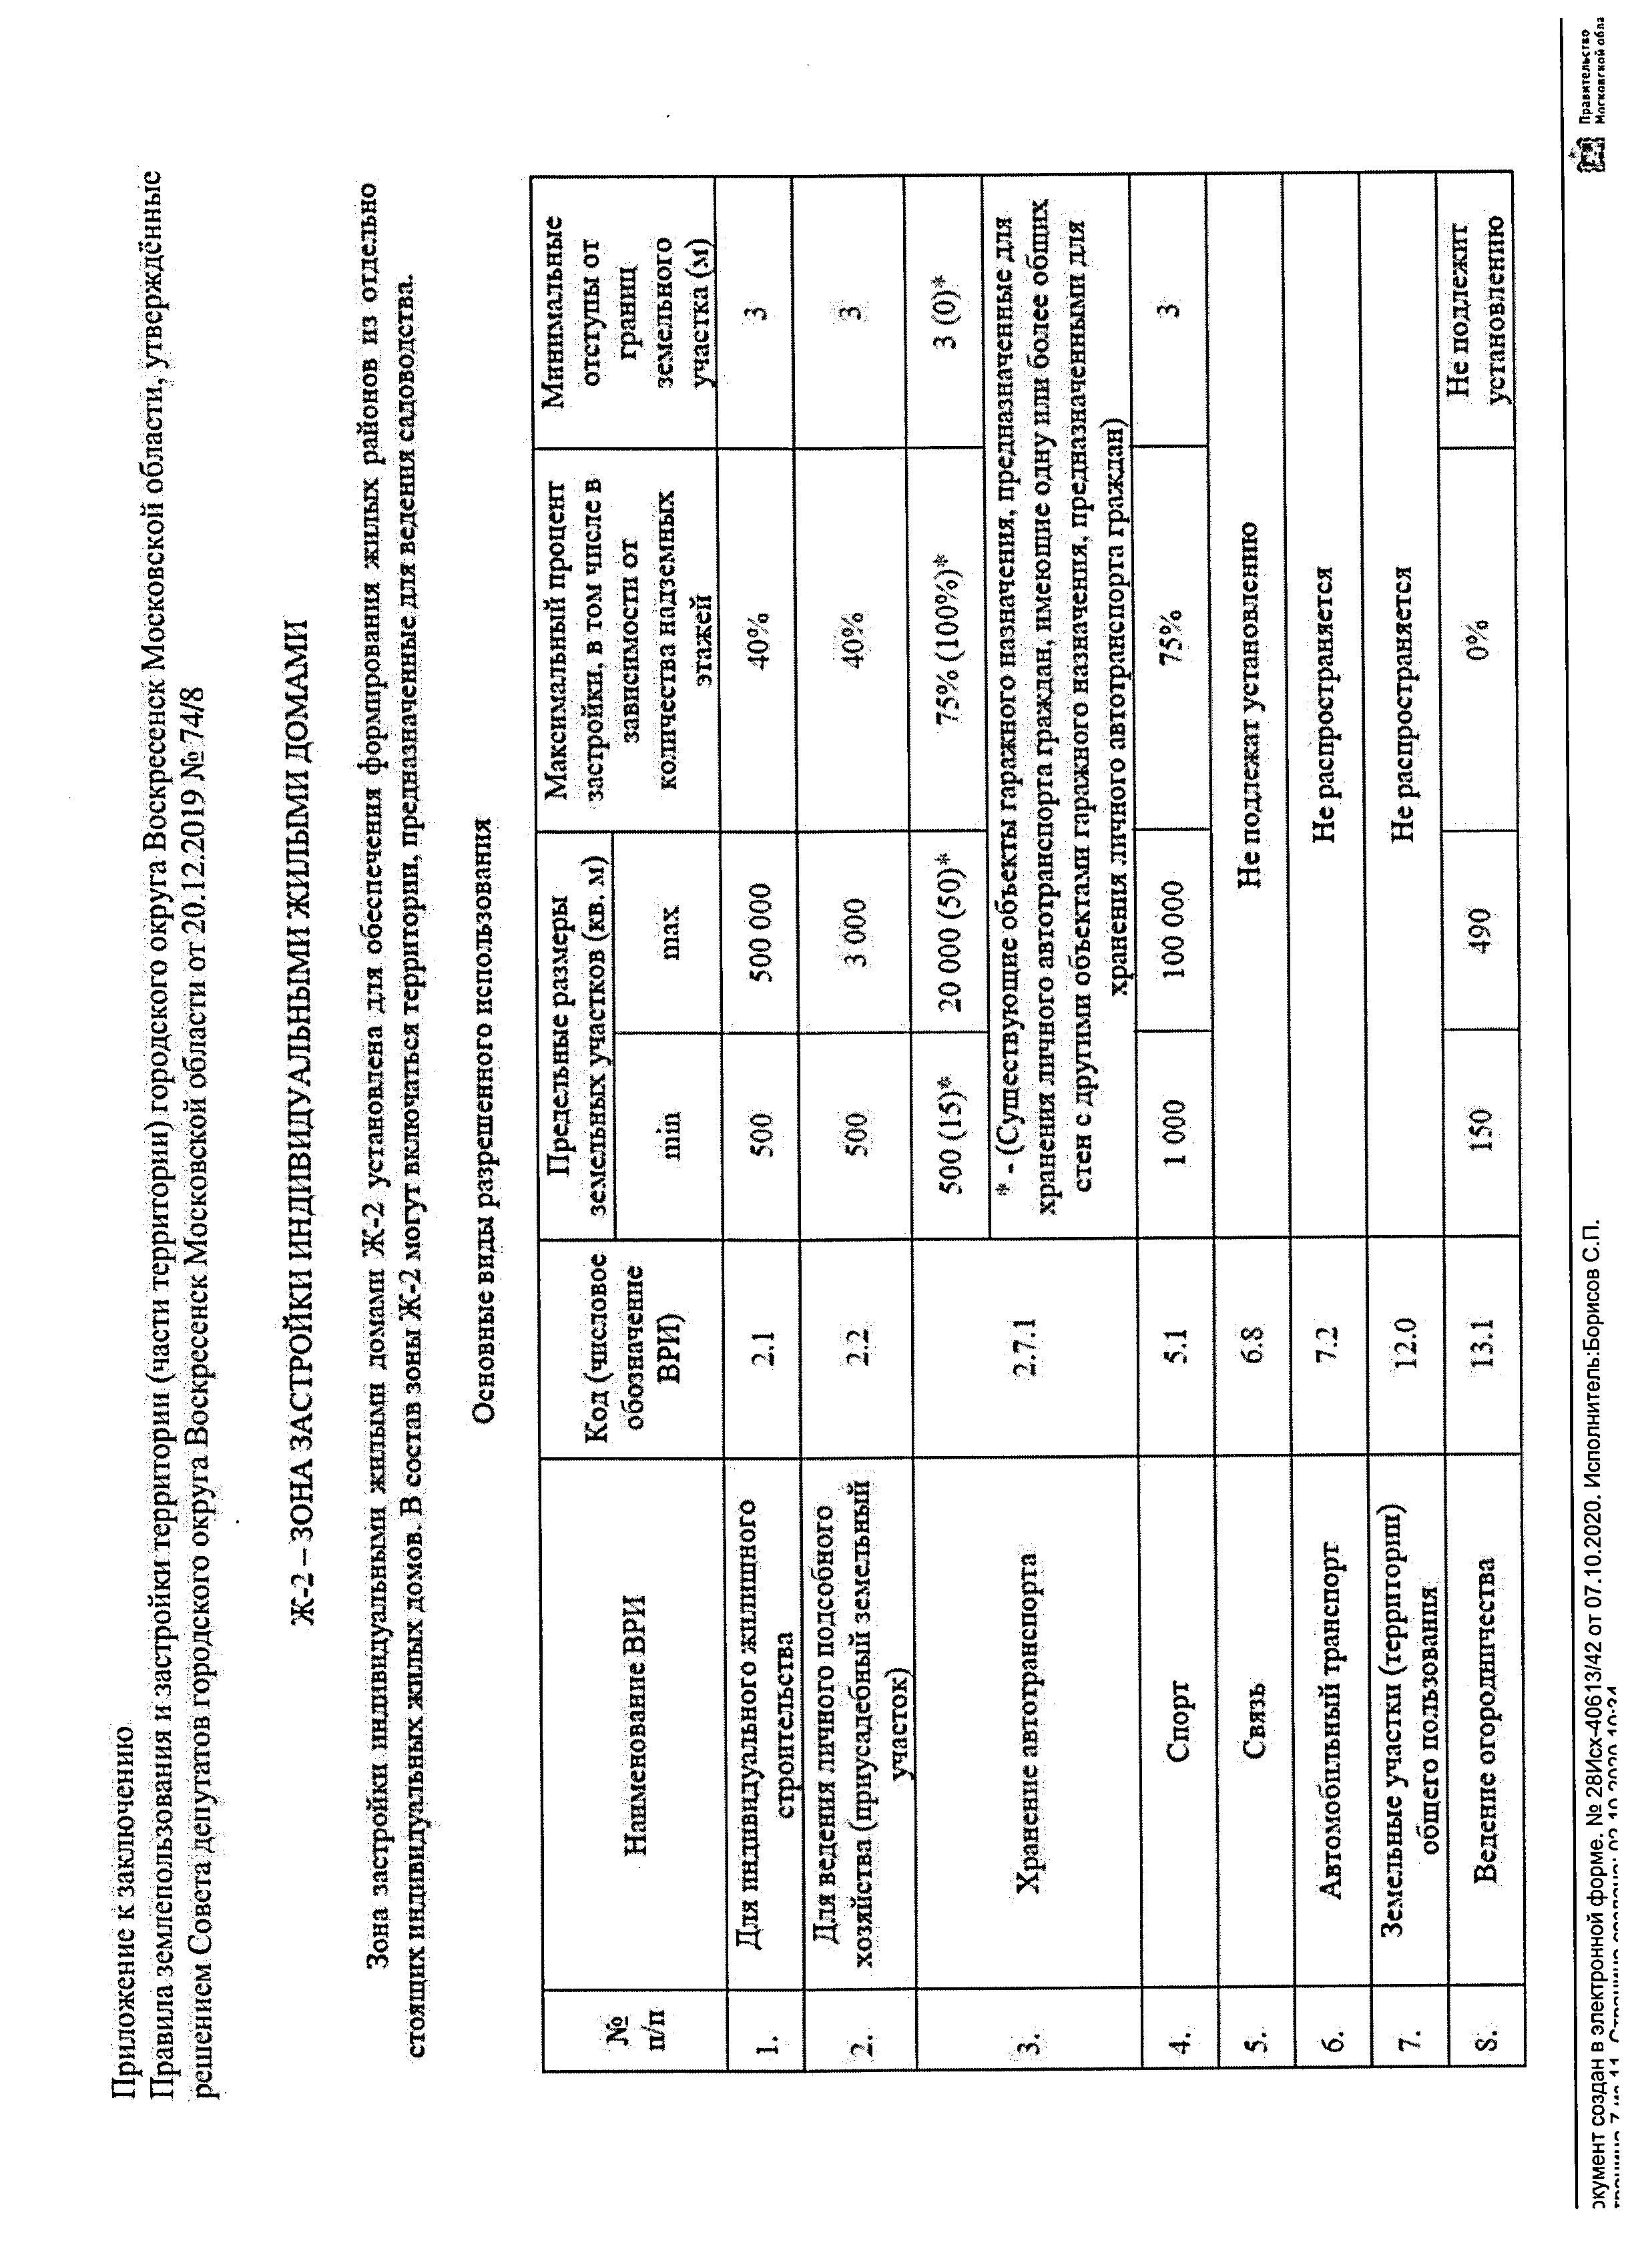 Приложение к заключению
Правила землепользования и застройки территории (части территории) городского округа Воскресенск Московской области, утверждённые
решением Совета депутатов городского округа Воскресенск Московской области от 20.12.2019 № 74/8
Ж-2 – ЗОНА ЗАСТРОЙКИ ИНДИВИДУАЛЬНЫМИ ЖИЛЫМИ ДОМАМИ
Зона застройки индивидуальными жилыми домами Ж-2 установлена для обеспечения формирования жилых районов из отдельно
стоящих индивидуальных жилых домов. В состав зоны Ж-2 могут включаться территории, предназначенные для ведения садоводства.
Основные виды разрешенного использования
№
п/п
Наименование ВРИ
Код (числовое
обозначение
ВРИ)
Предельные размеры
земельных участков (кв. м)
min
max
Максимальный процент
застройки, в том числе в
зависимости от
количества надземных
этажей
Минимальные
отступы от
границ
земельного
участка (м)
1.
Для индивидуального жилищного
строительства
2.1
500
500 000
40%
3
2.
Для ведения личного подсобного
хозяйства (приусадебный земельный
участок)
2.2
500
3 000
40%
3
3.
Хранение автотранспорта
2.7.1
500 (15)*
20 000 (50)*
75% (100%)*
3 (0)*
* - (Существующие объекты гаражного назначения, предназначенные для
хранения личного автотранспорта граждан, имеющие одну или более общих
стен с другими объектами гаражного назначения, предназначенными для
хранения личного автотранспорта граждан)
4.
Спорт
5.1
1 000
100 000
75%
3
5.
Связь
6.8
Не подлежат установлению
6.
Автомобильный транспорт
7.2
Не распространяется
7.
Земельные участки (территории)
общего пользования
12.0
Не распространяется
8.
Ведение огородничества
13.1
150
490
0%
Не подлежит
установлению
окумент создан в электронной форме. № 28Исх-40613/42 от 07.10.2020. Исполнитель:Борисов С.П.
Правительство
Московской обла